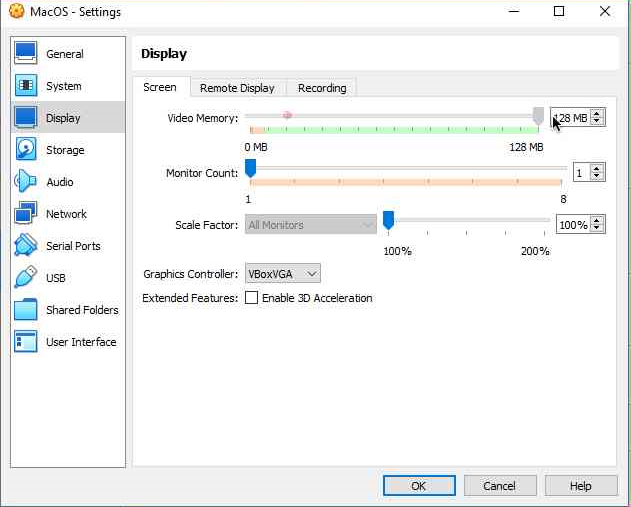 MacOS - Settings
General
System
Display
Storage
Audio
Network
Serial Ports
USB
Shared Folders
User Interface
Display
Screen
Remote Display
Recording
Video Memory:
128 MB
0 MB
128 MB
Monitor Count:
1
1
8
Scale Factor:
All Monitors
100%
100%
200%
Graphics Controller:
VBoxVGA
Extended Features:
Enable 3D Acceleration
OK
Cancel
Help